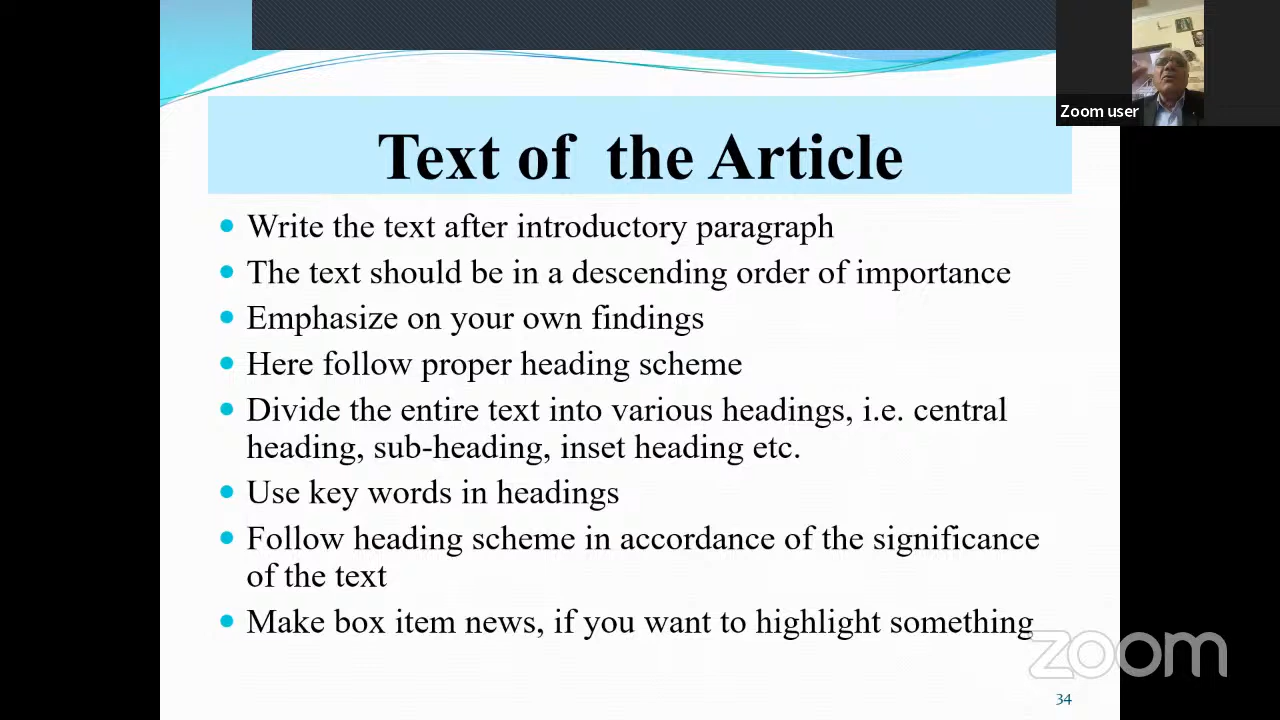 Zoom user
Text of the Article
Write the text after introductory paragraph
The text should be in a descending order of importance
Emphasize on your own findings
Here follow proper heading scheme
Divide the entire text into various headings, i.e. central
heading, sub-heading, inset heading etc.
Use key words in headings
Follow heading scheme in accordance of the significance
of the text
Make box item news, if you want to highlight something
zoom
34